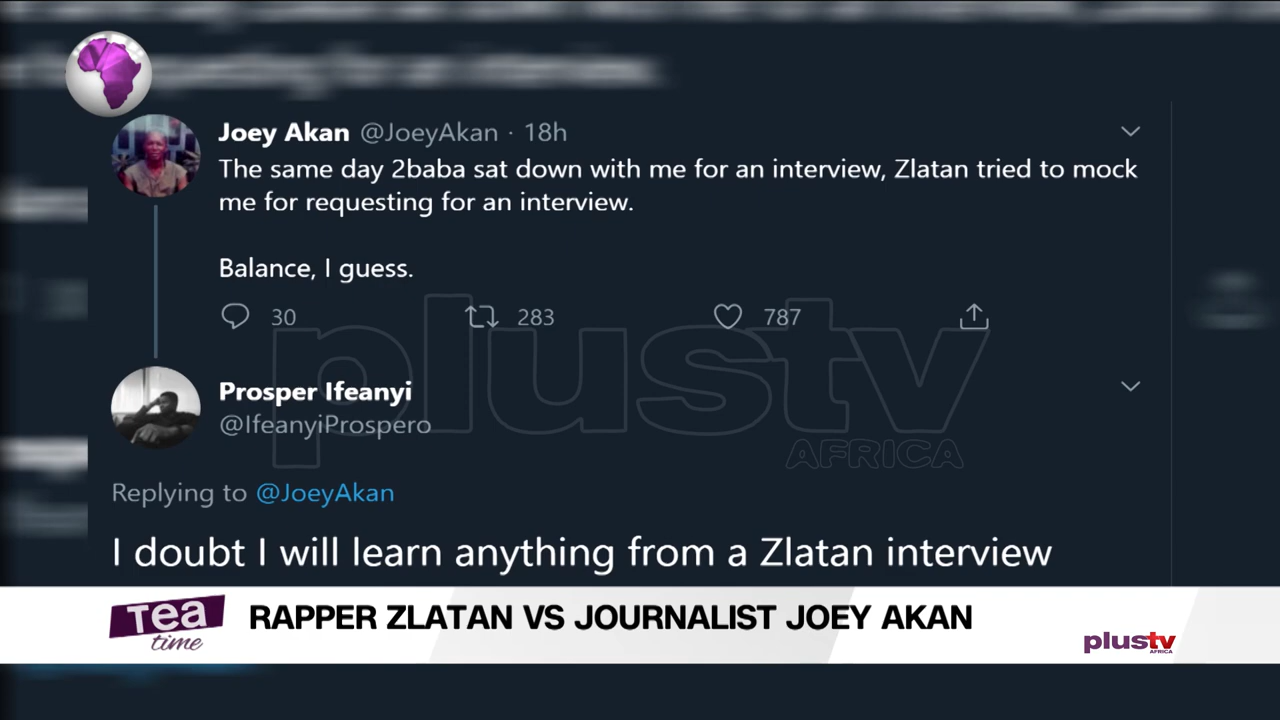 Joey Akan @JoeyAkan · 18h
The same day 2baba sat down with me for an interview, Zlatan tried to mock
me for requesting for an interview.
Balance, I guess.
30 283 787
Prosper Ifeanyi
@IfeanyiProspero
plustv
AFRICA
Replying to @JoeyAkan
I doubt I will learn anything from a Zlatan interview
Tea
time
RAPPER ZLATAN VS JOURNALIST JOEY AKAN
plustv
AFRICA